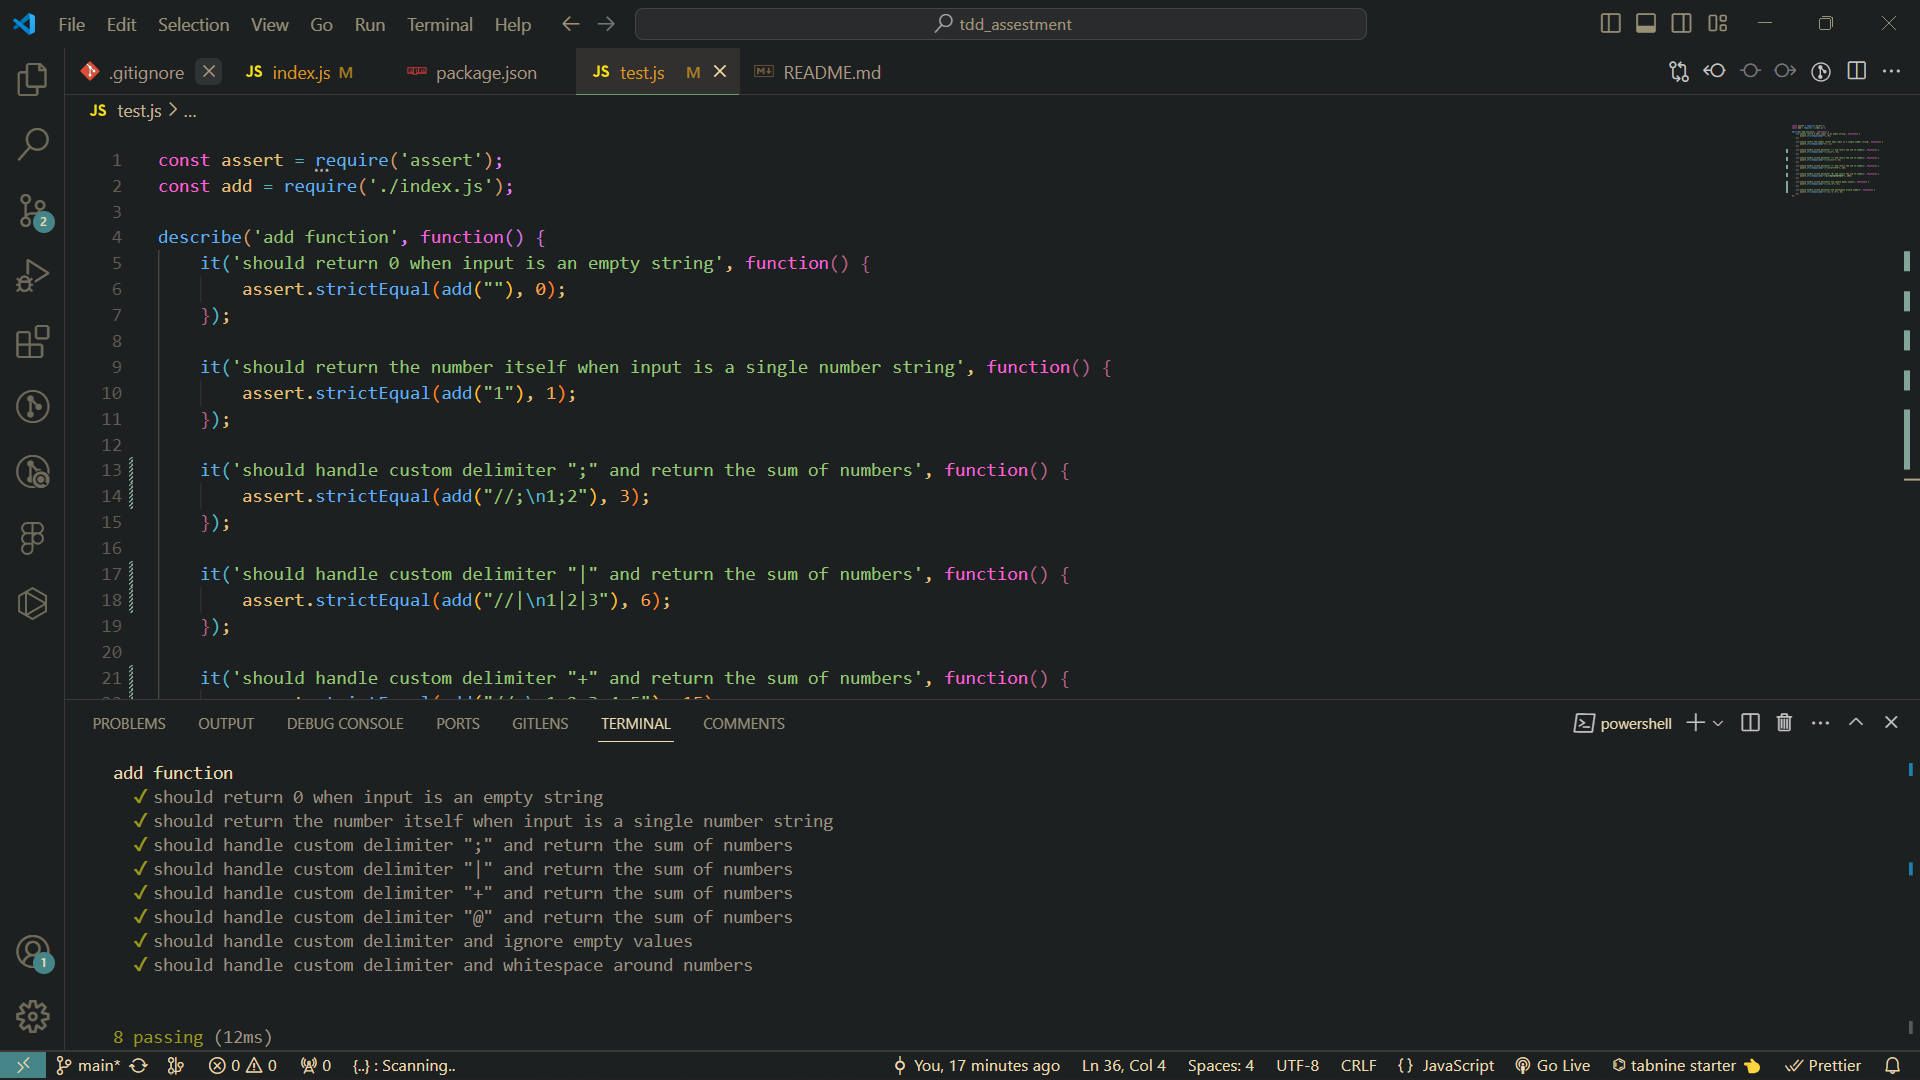 File Edit Selection View Go Run Terminal Help tdd_assestment
.gitignore JS index.js M package.json JS test.js M README.md
JS test.js > ...
1 const assert = require('assert');
2 const add = require('./index.js');
3
4 describe('add function', function() {
5 it('should return 0 when input is an empty string', function() {
6 assert.strictEqual(add(""), 0);
7 });
8
9 it('should return the number itself when input is a single number string', function() {
10 assert.strictEqual(add("1"), 1);
11 });
12
13 it('should handle custom delimiter ";" and return the sum of numbers', function() {
14 assert.strictEqual(add("//;\n1;2"), 3);
15 });
16
17 it('should handle custom delimiter "|" and return the sum of numbers', function() {
18 assert.strictEqual(add("//|\n1|2|3"), 6);
19 });
20
21 it('should handle custom delimiter "+" and return the sum of numbers', function() {
PROBLEMS OUTPUT DEBUG CONSOLE PORTS GITLENS TERMINAL COMMENTS powershell
add function
✓ should return 0 when input is an empty string
✓ should return the number itself when input is a single number string
✓ should handle custom delimiter ";" and return the sum of numbers
✓ should handle custom delimiter "|" and return the sum of numbers
✓ should handle custom delimiter "+" and return the sum of numbers
✓ should handle custom delimiter "@" and return the sum of numbers
✓ should handle custom delimiter and ignore empty values
✓ should handle custom delimiter and whitespace around numbers
8 passing (12ms)
2
1
main* 0 0 0 {..} : Scanning.. You, 17 minutes ago Ln 36, Col 4 Spaces: 4 UTF-8 CRLF {} JavaScript Go Live tabnine starter Prettier